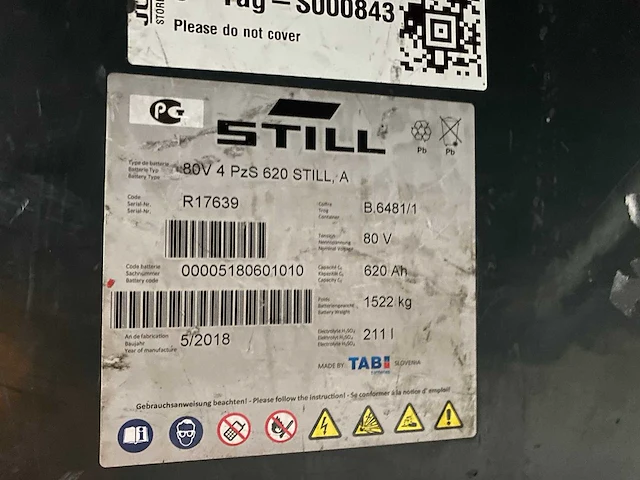 Tag – S000843
Please do not cover
PG
STILL
Pb Pb
Type de batterie
Batterie Typ
Battery Type
80V 4 PzS 620 STILL, A
Code
Serial-Nr.
Serial-Nr.
R17639
Coffre
Trog
Container
B.6481/1
Tension
Nennspannung
Nominal Voltage
80 V
Code batterie
Sachnummer
Battery code
00005180601010
Capacité C₅
Kapazität C₅
Capacity C₅
620 Ah
Poids
Batteriegewicht
Battery Weight
1522 kg
An de fabrication
Baujahr
Year of manufacture
5/2018
Electrolyte H₂SO₄
Elektrolyt H₂SO₄
Electrolyte H₂SO₄
211 l
MADE BY: TAB SLOVENIA
batteries
Gebrauchsanweisung beachten! - Please follow the Instruction! - Se conformer a la notice d' emploi!